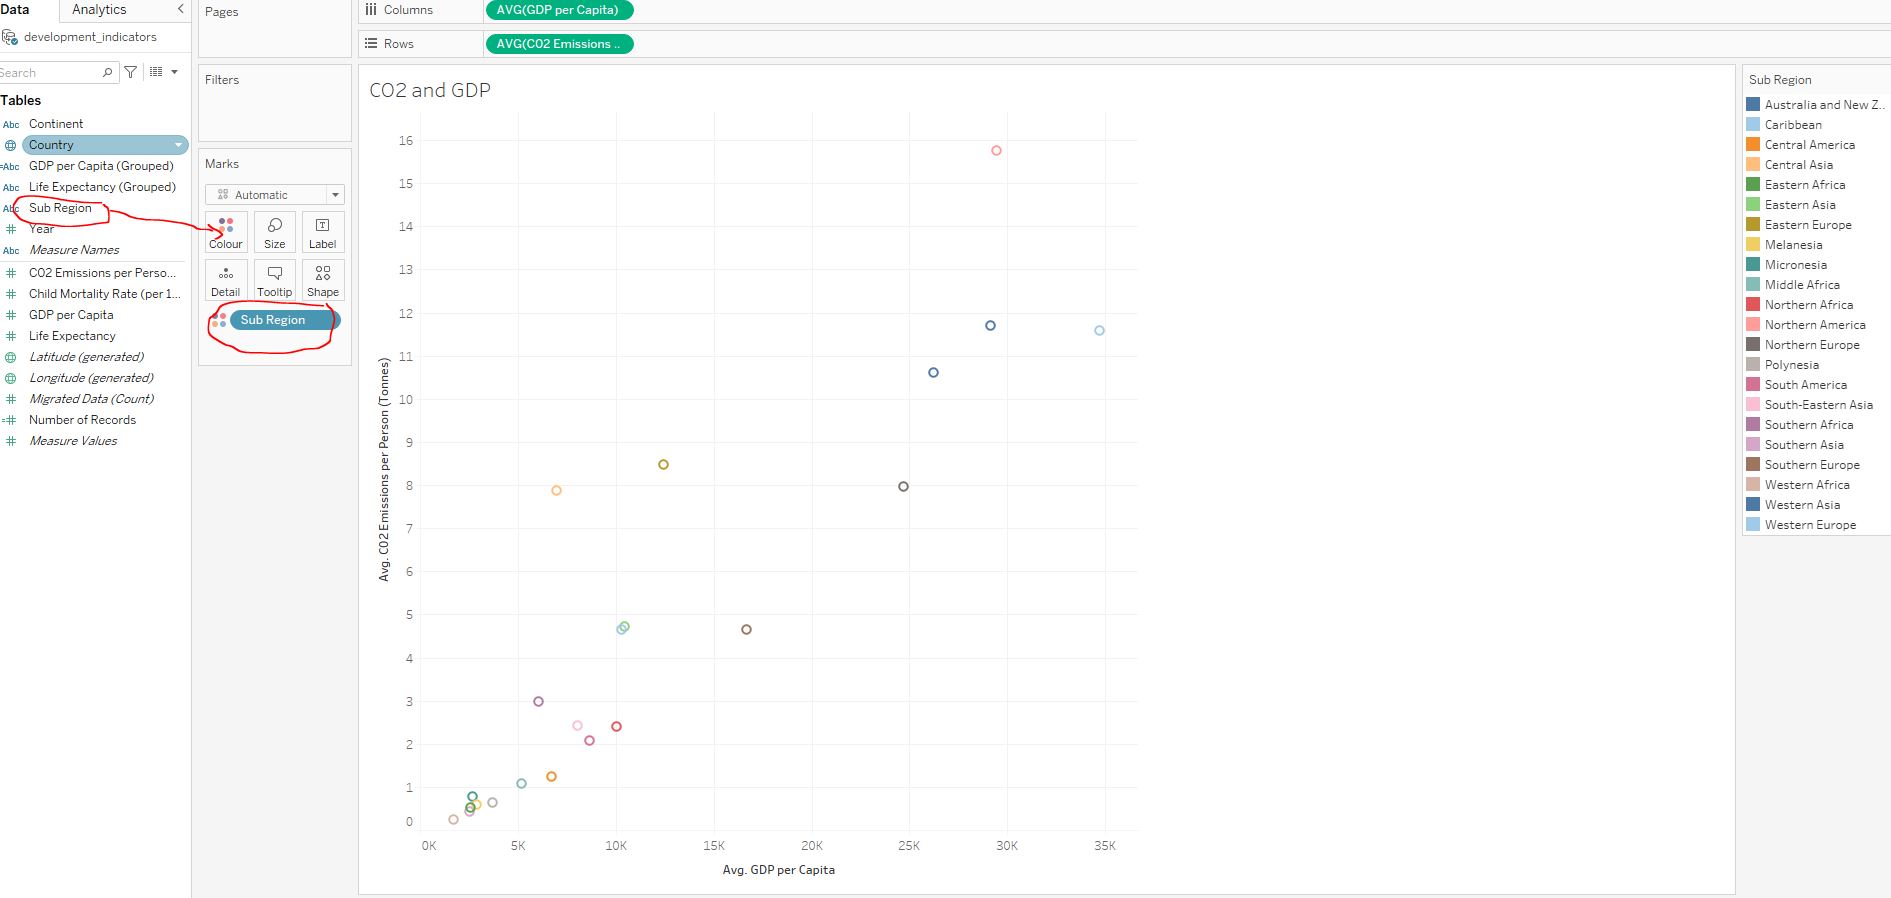 Data
Analytics
development_indicators
Search
Tables
Abc Continent
Country
=Abc GDP per Capita (Grouped)
Abc Life Expectancy (Grouped)
Abc Sub Region
# Year
Abc Measure Names
# CO2 Emissions per Perso...
# Child Mortality Rate (per 1...
# GDP per Capita
# Life Expectancy
Latitude (generated)
Longitude (generated)
# Migrated Data (Count)
=# Number of Records
# Measure Values
Pages
Filters
Marks
Automatic
Colour
Size
Label
Detail
Tooltip
Shape
Sub Region
Columns
AVG(GDP per Capita)
Rows
AVG(CO2 Emissions ..
CO2 and GDP
16
15
14
13
12
11
10
9
8
7
6
5
4
3
2
1
0
Avg. CO2 Emissions per Person (Tonnes)
0K
5K
10K
15K
20K
25K
30K
35K
Avg. GDP per Capita
Sub Region
Australia and New Z..
Caribbean
Central America
Central Asia
Eastern Africa
Eastern Asia
Eastern Europe
Melanesia
Micronesia
Middle Africa
Northern Africa
Northern America
Northern Europe
Polynesia
South America
South-Eastern Asia
Southern Africa
Southern Asia
Southern Europe
Western Africa
Western Asia
Western Europe